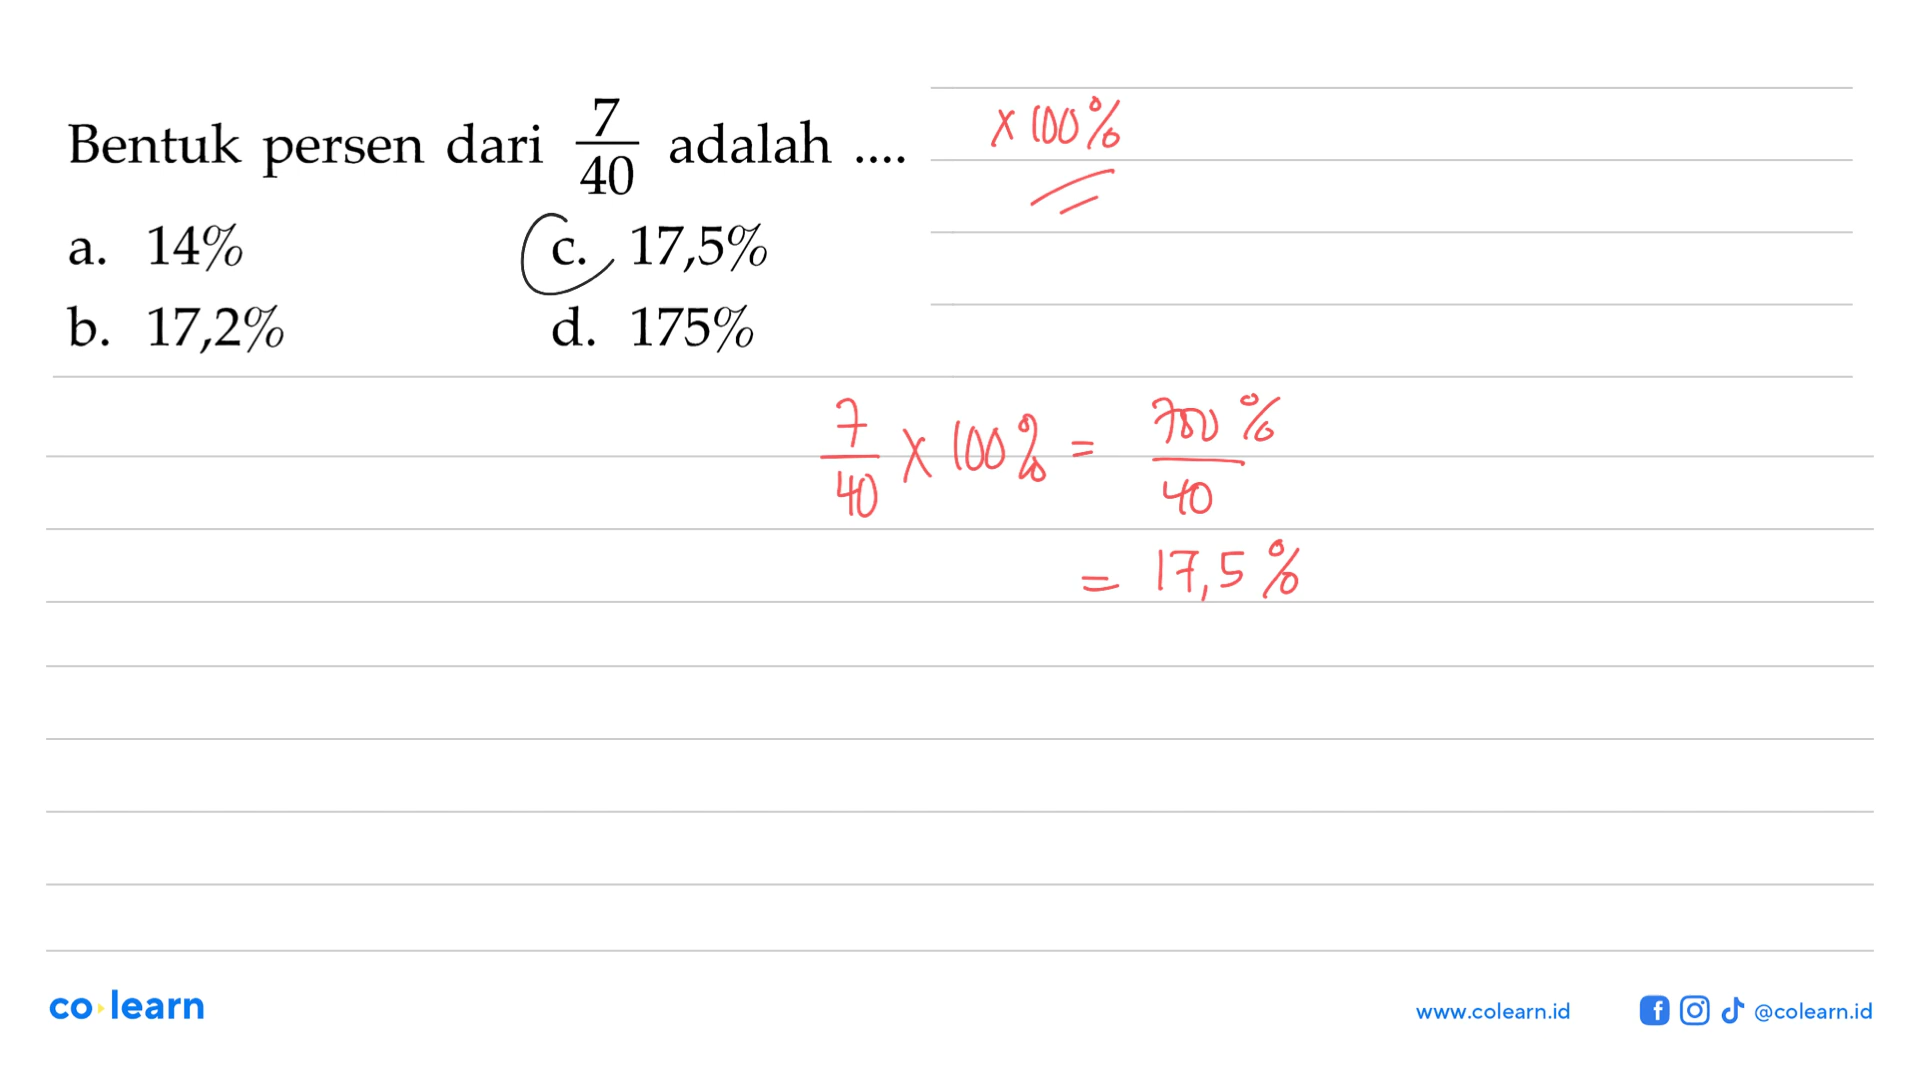 Bentuk persen dari 7/40 adalah ....
a. 14%
b. 17,2%
c. 17,5%
d. 175%
x 100%
7/40 x 100% = 700%/40
= 17,5%
co learn
www.colearn.id
@colearn.id